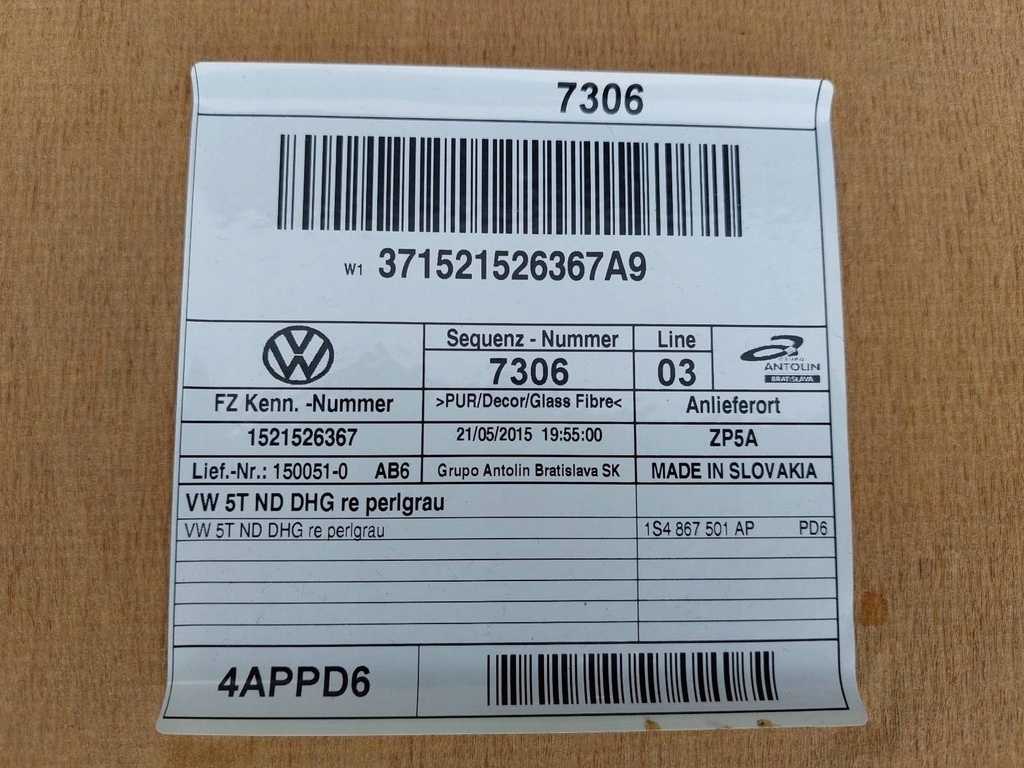 7306
W1 371521526367A9
Sequenz - Nummer
Line
7306
03
GRUPO
ANTOLIN
BRATISLAVA
FZ Kenn. -Nummer
>PUR/Decor/Glass Fibre<
Anlieferort
1521526367
21/05/2015 19:55:00
ZP5A
Lief.-Nr.: 150051-0 AB6
Grupo Antolin Bratislava SK
MADE IN SLOVAKIA
VW 5T ND DHG re perlgrau
VW 5T ND DHG re perlgrau
1S4 867 501 AP PD6
4APPD6